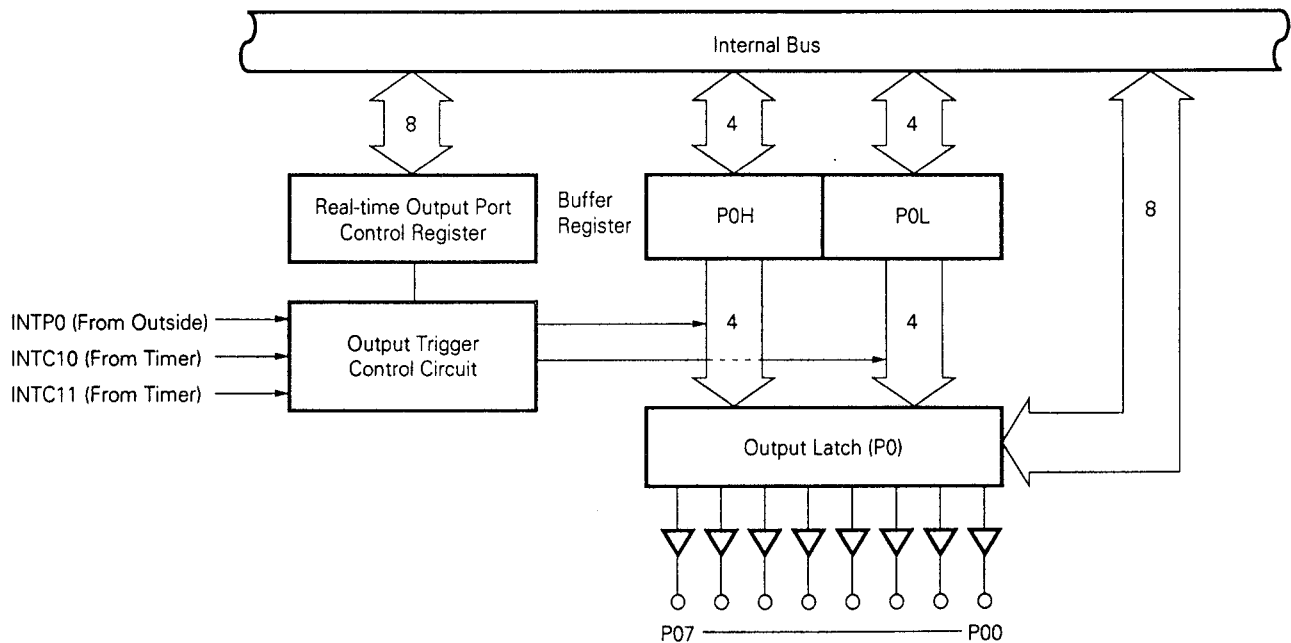 Internal Bus
8
4
4
Real-time Output Port
Control Register
Buffer
Register
P0H
P0L
8
INTP0 (From Outside)
INTC10 (From Timer)
INTC11 (From Timer)
Output Trigger
Control Circuit
4
4
Output Latch (P0)
P07
P00